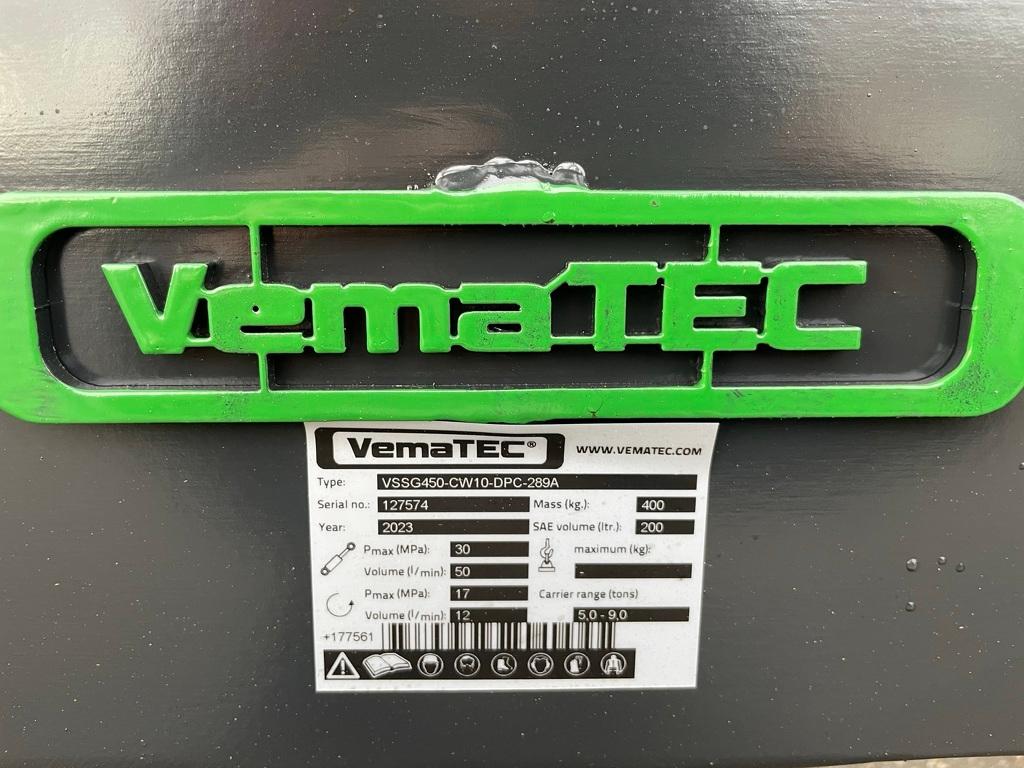 VemaTEC
VemaTEC® WWW.VEMATEC.COM
Type: VSSG450-CW10-DPC-289A
Serial no.: 127574 Mass (kg.): 400
Year: 2023 SAE volume (ltr.): 200
Pmax (MPa): 30 maximum (kg):
Volume (l/min): 50
Pmax (MPa): 17 Carrier range (tons)
Volume (l/min): 12 5,0 - 9,0
+177561